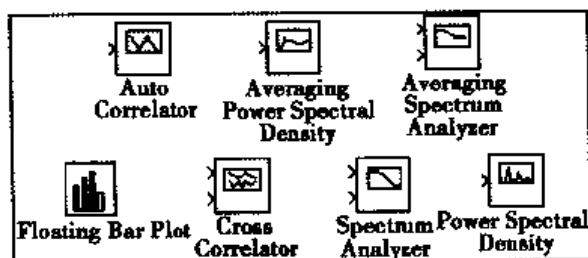 Auto
Correlator
Averaging
Power Spectral
Density
Averaging
Spectrum
Analyzer
Floating Bar Plot
Cross
Correlator
Spectrum
Analyzer
Power Spectral
Density